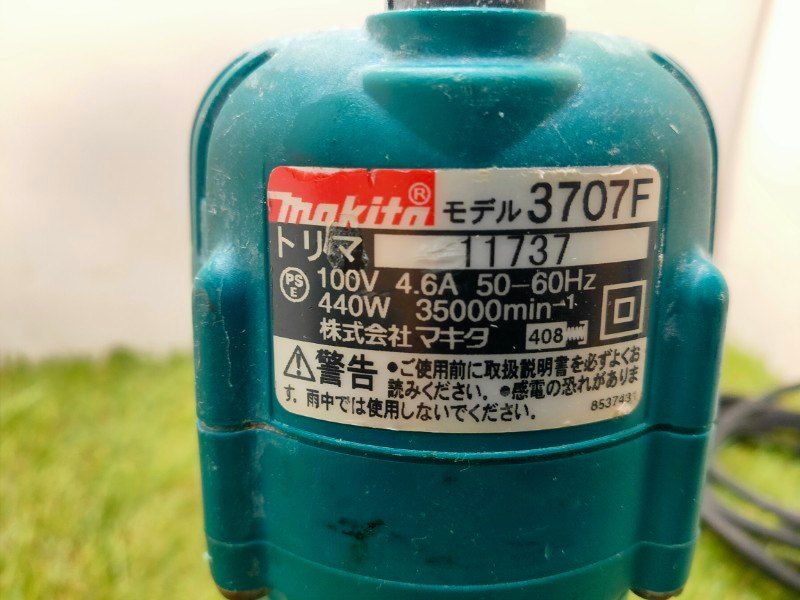 makita® モデル 3707F
トリマ 11737
PSE 100V 4.6A 50-60Hz
440W 35000min⁻¹
株式会社マキタ 408
警告 •ご使用前に取扱説明書を必ずよくお
読みください。•感電の恐れがありま
す。雨中では使用しないでください。
853743